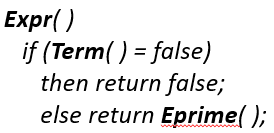 Expr( )
if (Term( ) = false)
then return false;
else return Eprime( );